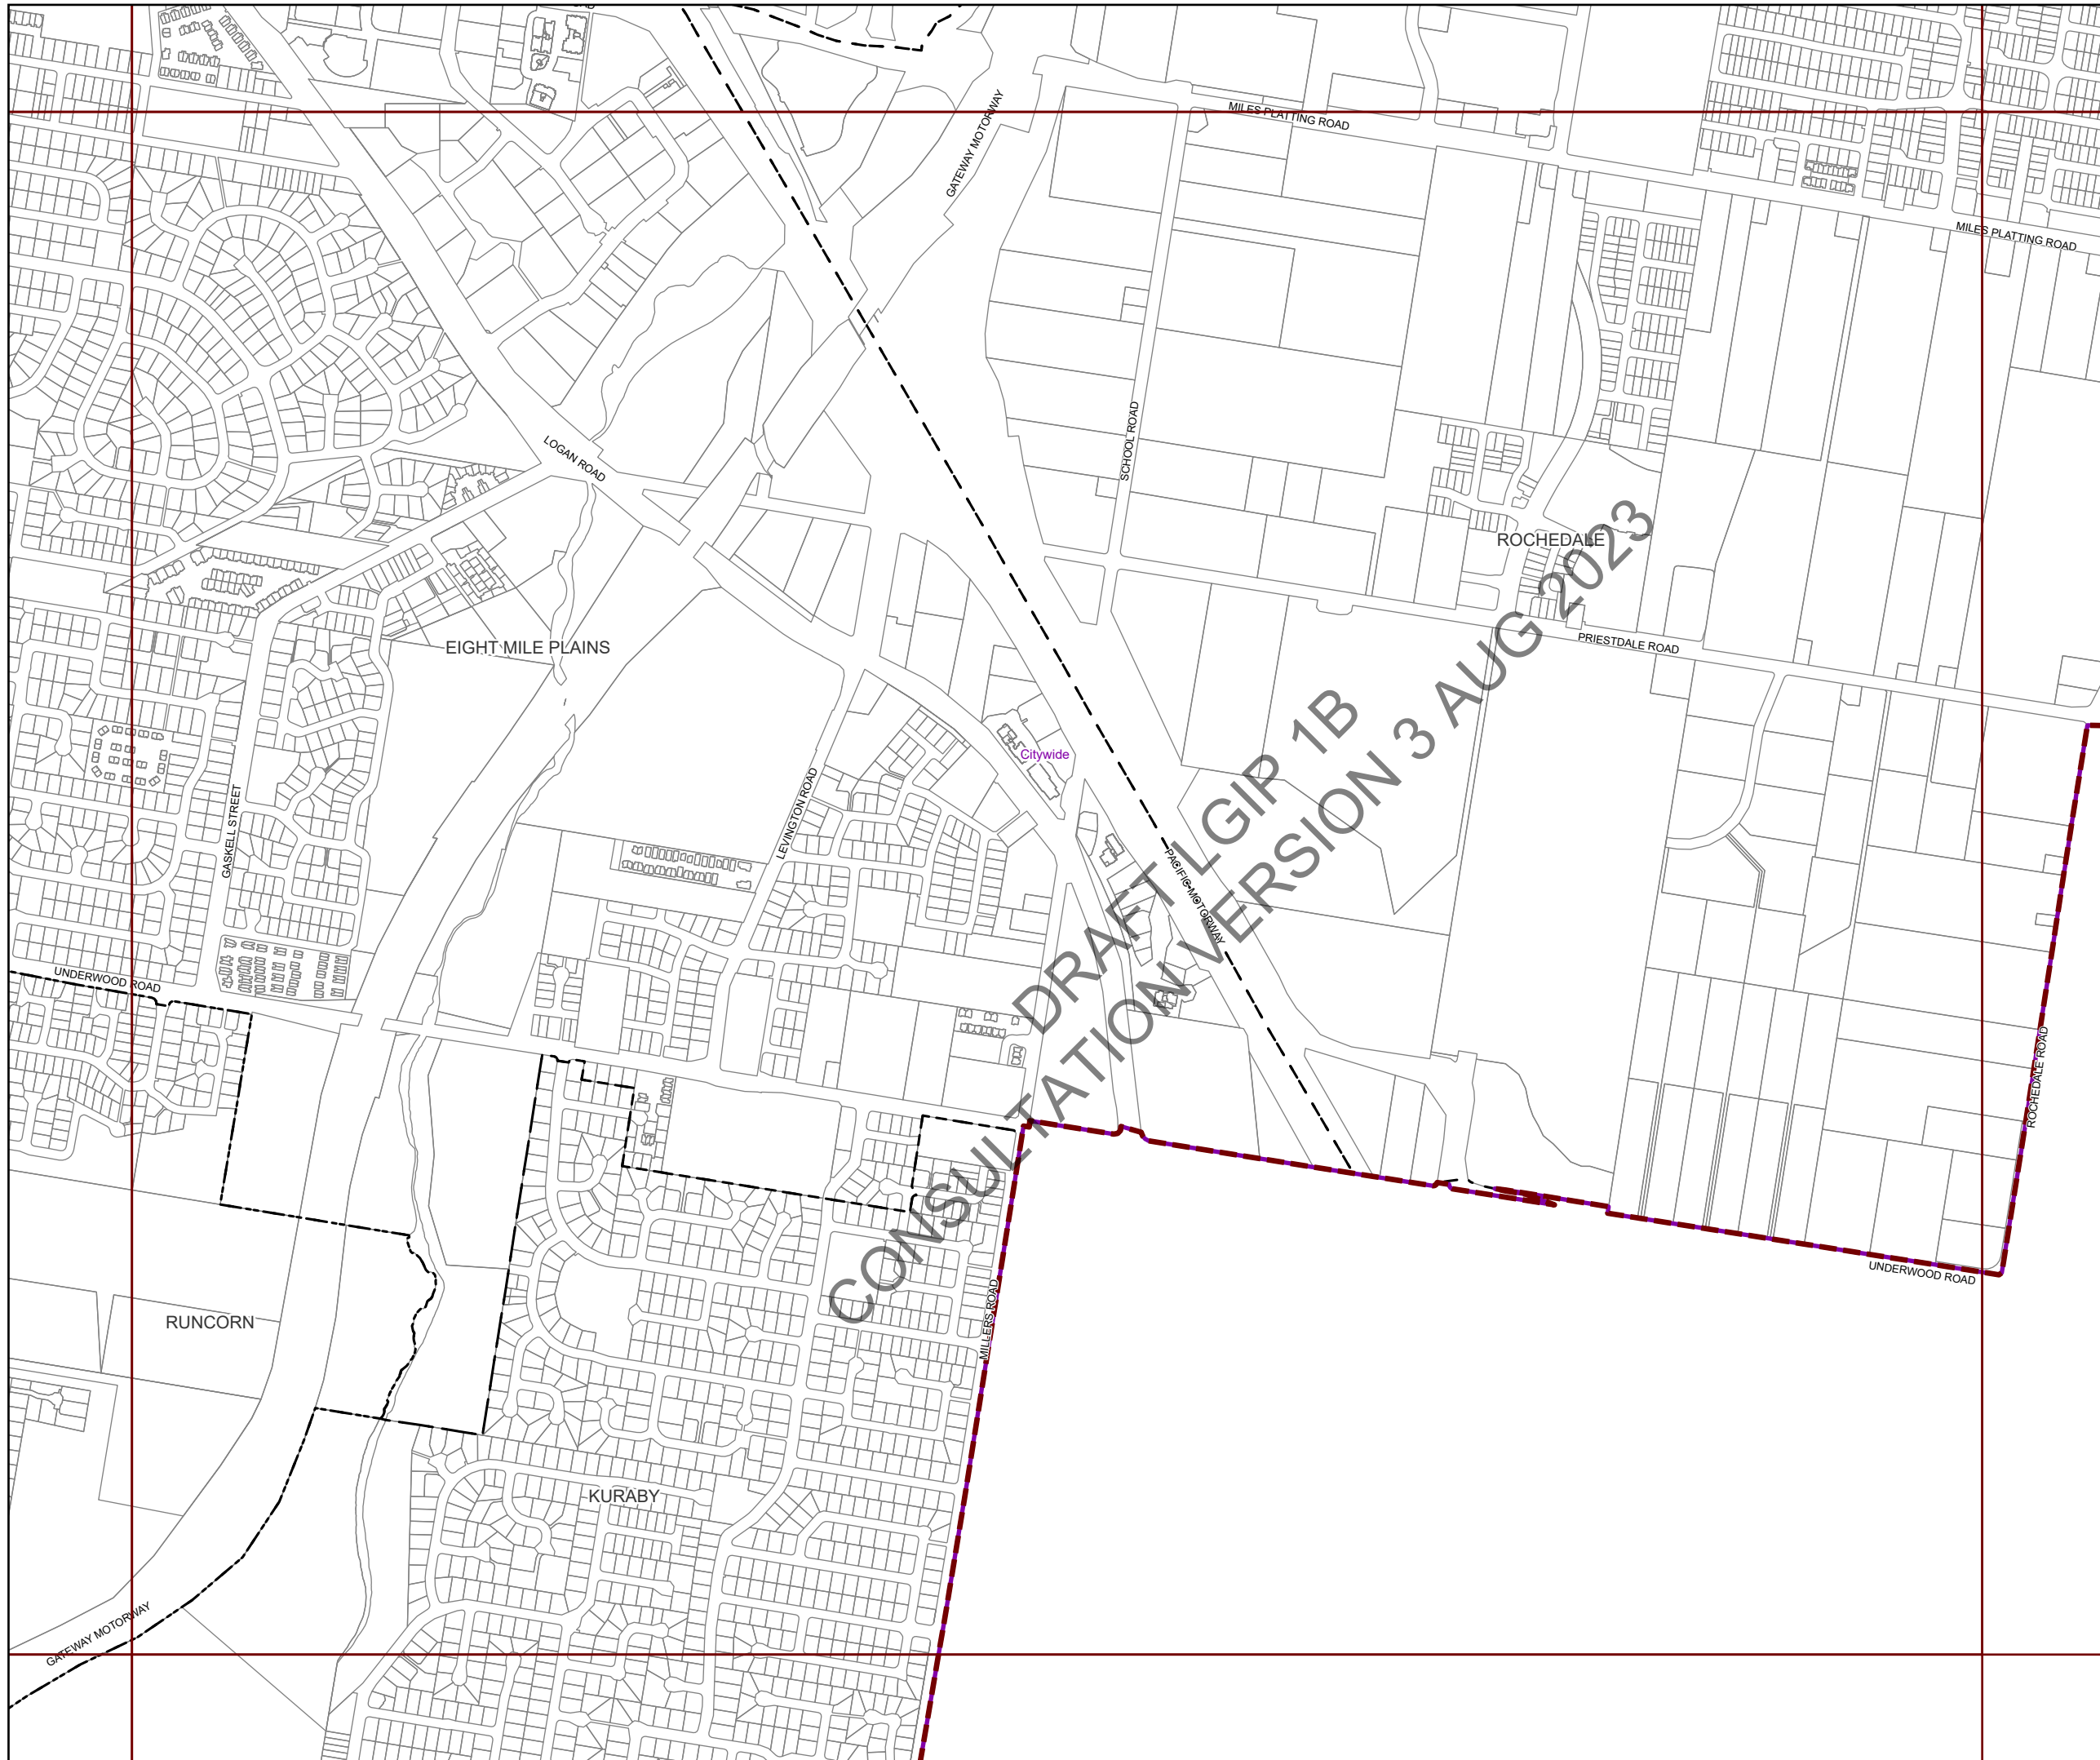 MILES PLATTING ROAD
GATEWAY MOTORWAY
MILES PLATTING ROAD
LOGAN ROAD
SCHOOL ROAD
ROCHEDALE
EIGHT MILE PLAINS
PRIESTDALE ROAD
Citywide
LEVINGTON ROAD
GASKELL STREET
PACIFIC MOTORWAY
DRAFT LGIP 1B
CONSULTATION VERSION 3 AUG 2023
UNDERWOOD ROAD
ROCHEDALE ROAD
UNDERWOOD ROAD
MILLERS ROAD
RUNCORN
KURABY
GATEWAY MOTORWAY